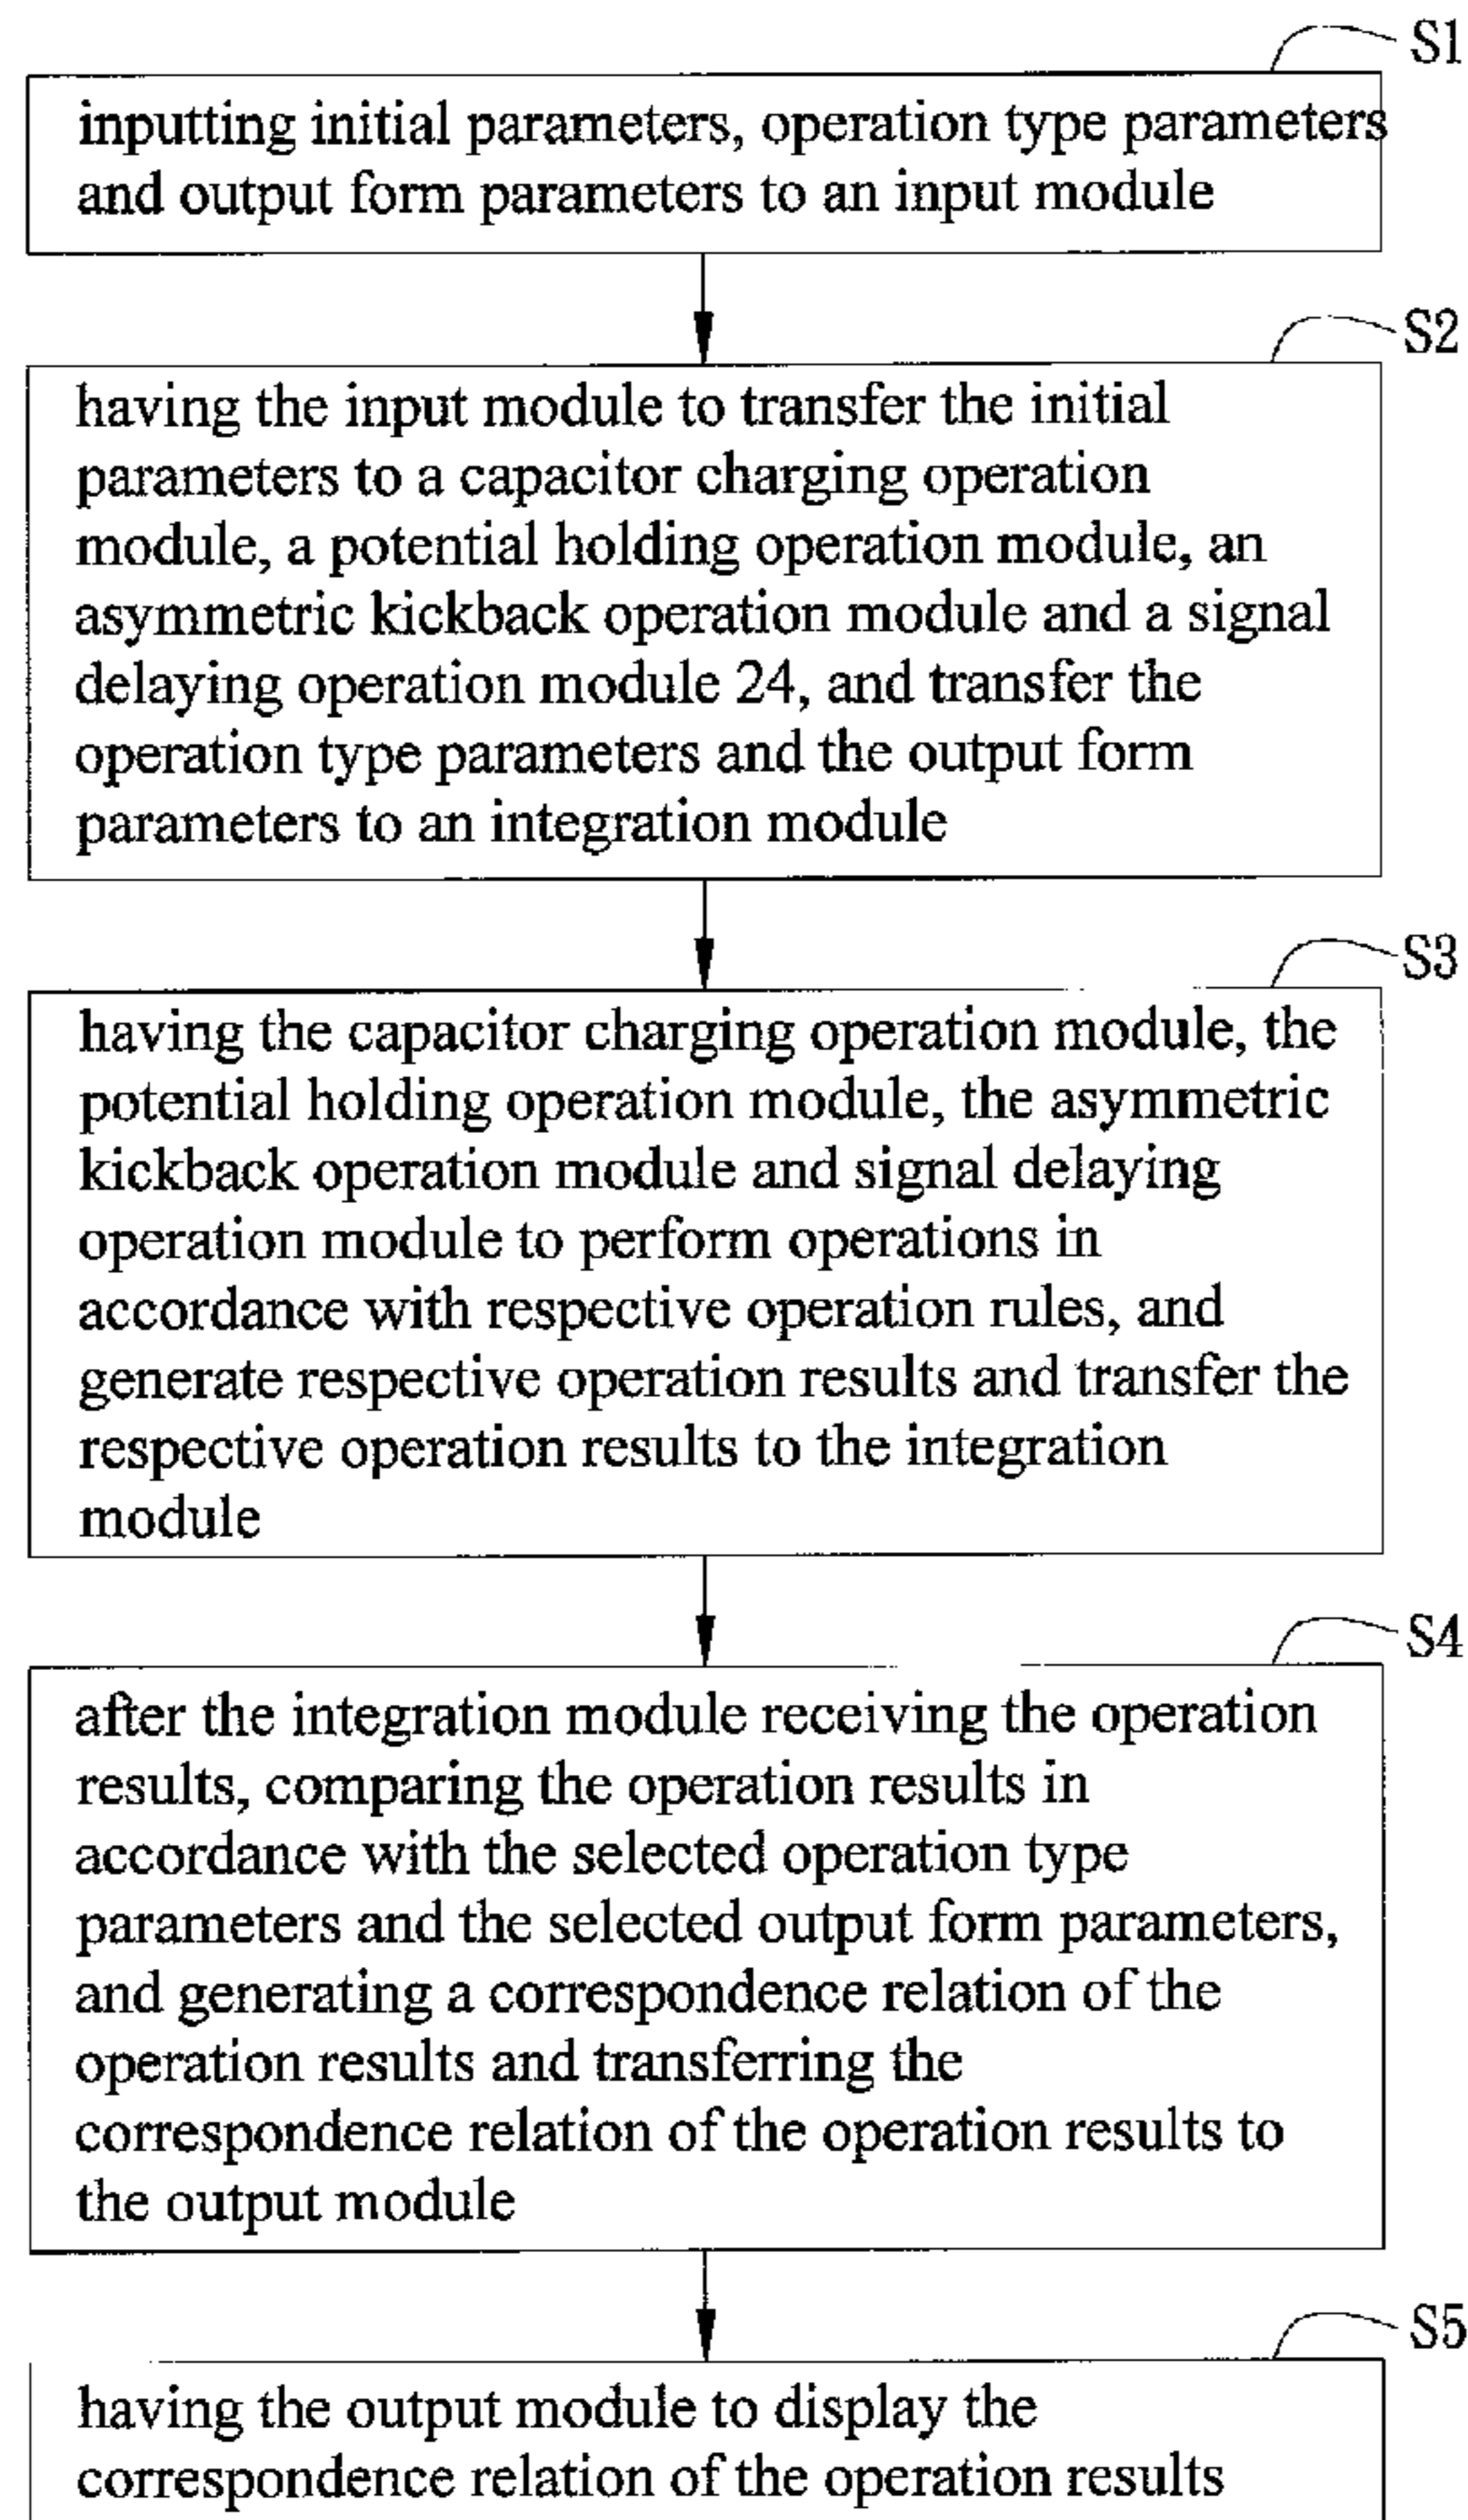 S1
inputting initial parameters, operation type parameters
and output form parameters to an input module
S2
having the input module to transfer the initial
parameters to a capacitor charging operation
module, a potential holding operation module, an
asymmetric kickback operation module and a signal
delaying operation module 24, and transfer the
operation type parameters and the output form
parameters to an integration module
S3
having the capacitor charging operation module, the
potential holding operation module, the asymmetric
kickback operation module and signal delaying
operation module to perform operations in
accordance with respective operation rules, and
generate respective operation results and transfer the
respective operation results to the integration
module
S4
after the integration module receiving the operation
results, comparing the operation results in
accordance with the selected operation type
parameters and the selected output form parameters,
and generating a correspondence relation of the
operation results and transferring the
correspondence relation of the operation results to
the output module
S5
having the output module to display the
correspondence relation of the operation results